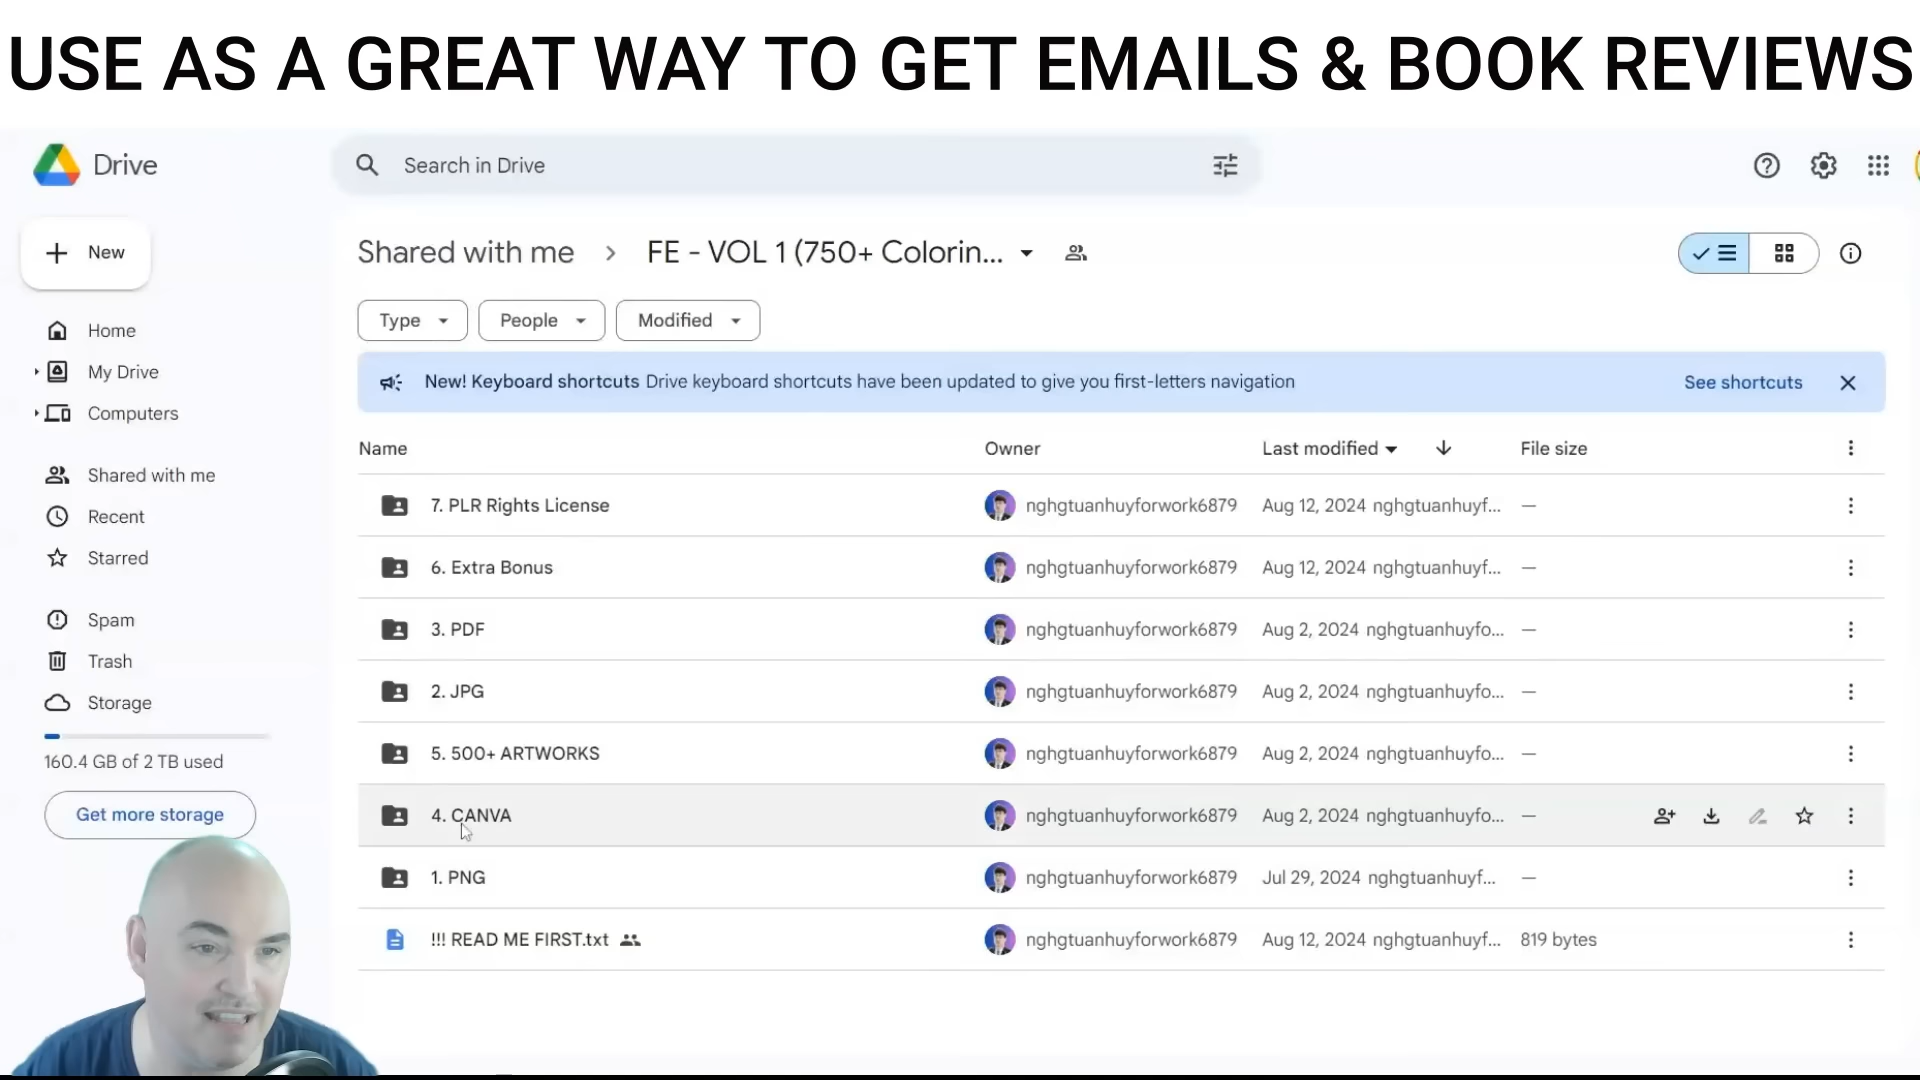 USE AS A GREAT WAY TO GET EMAILS & BOOK REVIEWS
Drive
Search in Drive
New
Shared with me > FE - VOL 1 (750+ Colorin...
Type People Modified
New! Keyboard shortcuts Drive keyboard shortcuts have been updated to give you first-letters navigation See shortcuts
Home
My Drive
Computers
Shared with me
Recent
Starred
Spam
Trash
Storage
160.4 GB of 2 TB used
Get more storage
Name Owner Last modified File size
7. PLR Rights License nghgtuanhuyforwork6879 Aug 12, 2024 nghgtuanhuyf... —
6. Extra Bonus nghgtuanhuyforwork6879 Aug 12, 2024 nghgtuanhuyf... —
3. PDF nghgtuanhuyforwork6879 Aug 2, 2024 nghgtuanhuyfo... —
2. JPG nghgtuanhuyforwork6879 Aug 2, 2024 nghgtuanhuyfo... —
5. 500+ ARTWORKS nghgtuanhuyforwork6879 Aug 2, 2024 nghgtuanhuyfo... —
4. CANVA nghgtuanhuyforwork6879 Aug 2, 2024 nghgtuanhuyfo... —
1. PNG nghgtuanhuyforwork6879 Jul 29, 2024 nghgtuanhuyf... —
!!! READ ME FIRST.txt nghgtuanhuyforwork6879 Aug 12, 2024 nghgtuanhuyf... 819 bytes